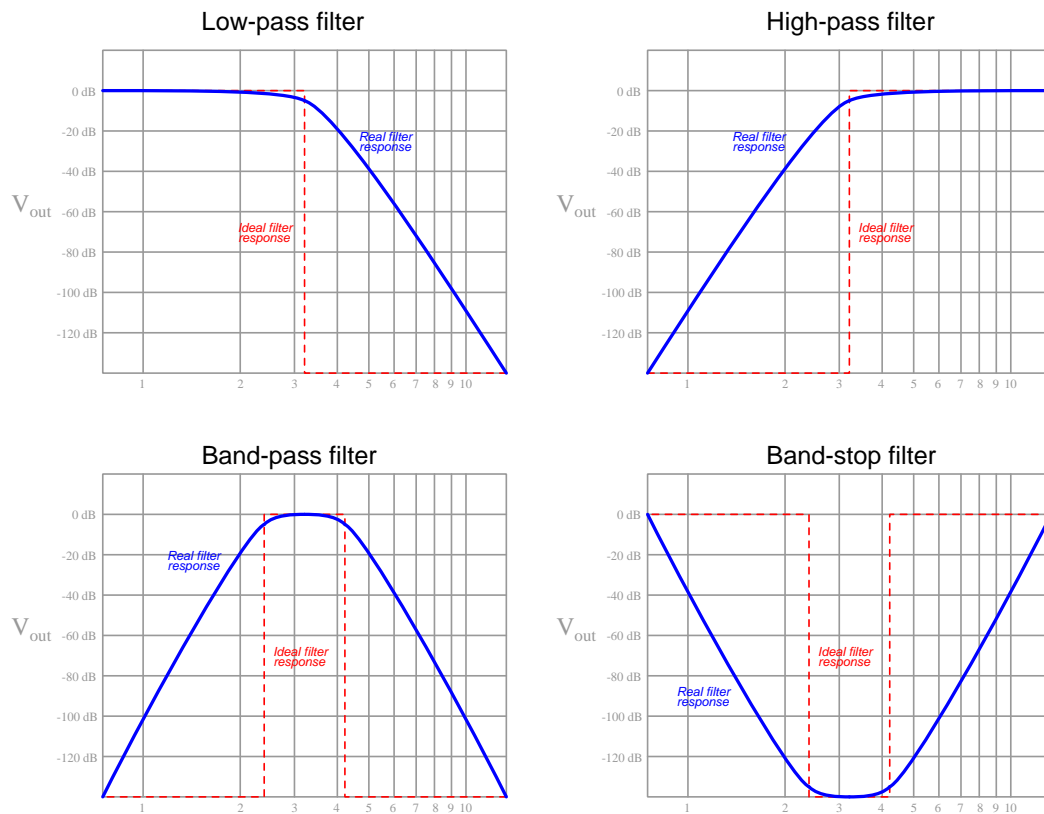 Low-pass filter
0 dB
-20 dB
-40 dB
-60 dB
-80 dB
-100 dB
-120 dB
Vout
Real filter
response
Ideal filter
response
1 2 3 4 5 6 7 8 9 10
High-pass filter
0 dB
-20 dB
-40 dB
-60 dB
-80 dB
-100 dB
-120 dB
Vout
Real filter
response
Ideal filter
response
1 2 3 4 5 6 7 8 9 10
Band-pass filter
0 dB
-20 dB
-40 dB
-60 dB
-80 dB
-100 dB
-120 dB
Vout
Real filter
response
Ideal filter
response
1 2 3 4 5 6 7 8 9 10
Band-stop filter
0 dB
-20 dB
-40 dB
-60 dB
-80 dB
-100 dB
-120 dB
Vout
Ideal filter
response
Real filter
response
1 2 3 4 5 6 7 8 9 10